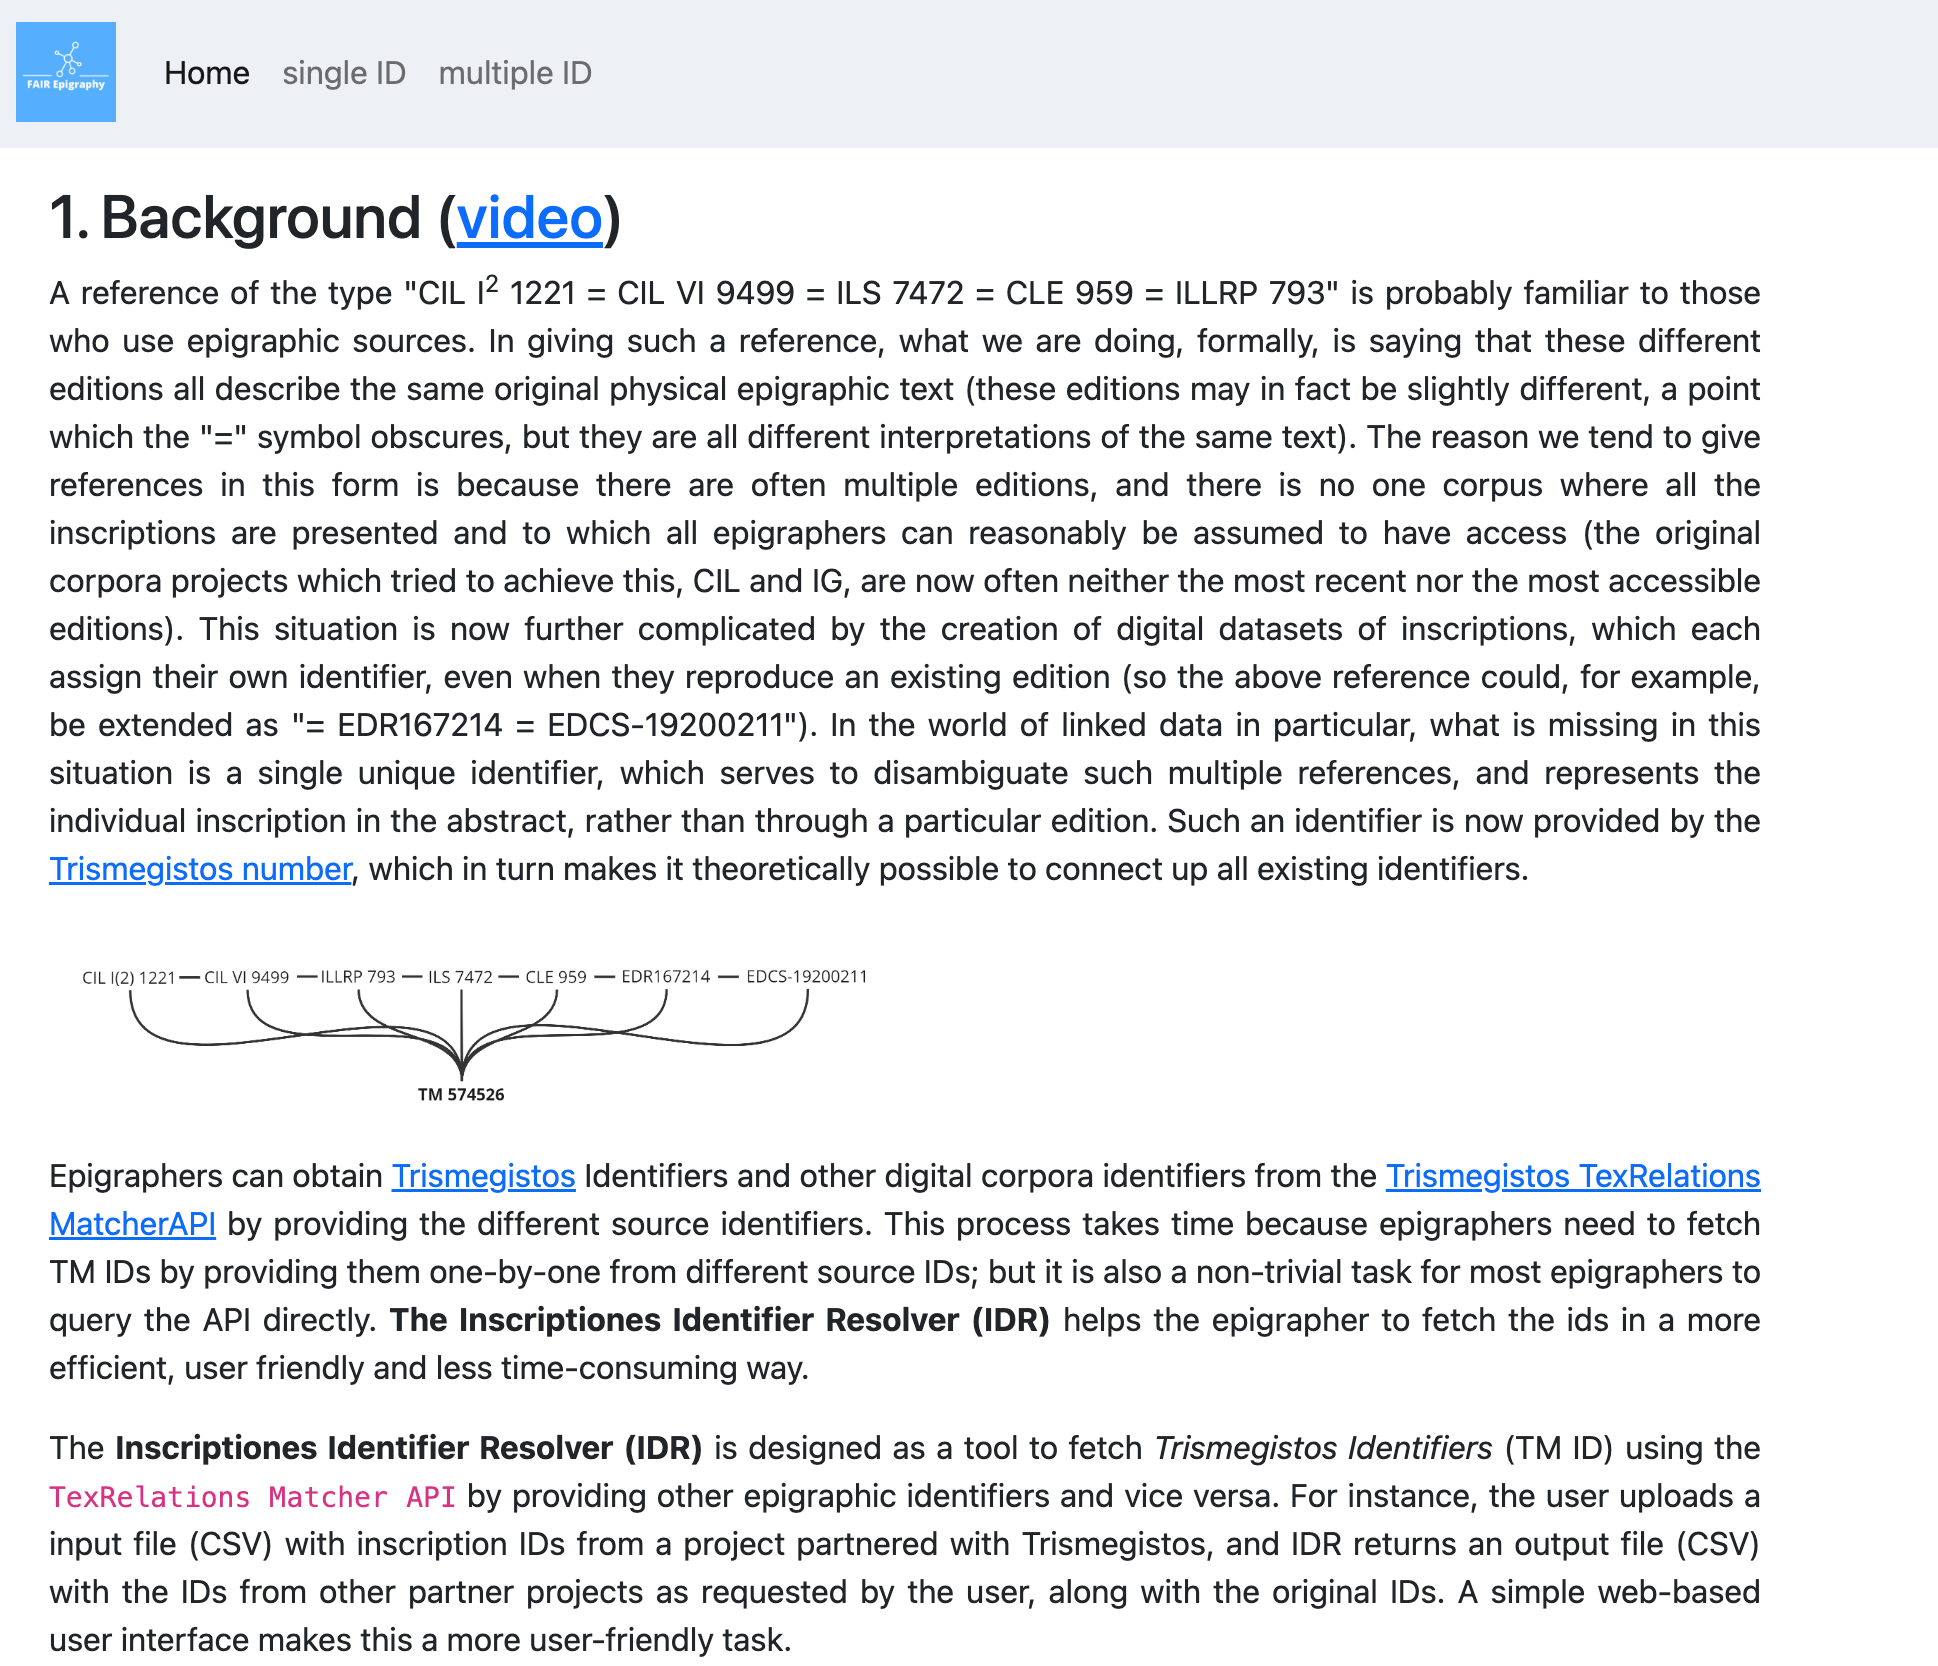 FAIR Epigraphy
Home single ID multiple ID
1. Background (video)
A reference of the type "CIL I² 1221 = CIL VI 9499 = ILS 7472 = CLE 959 = ILLRP 793" is probably familiar to those
who use epigraphic sources. In giving such a reference, what we are doing, formally, is saying that these different
editions all describe the same original physical epigraphic text (these editions may in fact be slightly different, a point
which the "=" symbol obscures, but they are all different interpretations of the same text). The reason we tend to give
references in this form is because there are often multiple editions, and there is no one corpus where all the
inscriptions are presented and to which all epigraphers can reasonably be assumed to have access (the original
corpora projects which tried to achieve this, CIL and IG, are now often neither the most recent nor the most accessible
editions). This situation is now further complicated by the creation of digital datasets of inscriptions, which each
assign their own identifier, even when they reproduce an existing edition (so the above reference could, for example,
be extended as "= EDR167214 = EDCS-19200211"). In the world of linked data in particular, what is missing in this
situation is a single unique identifier, which serves to disambiguate such multiple references, and represents the
individual inscription in the abstract, rather than through a particular edition. Such an identifier is now provided by the
Trismegistos number, which in turn makes it theoretically possible to connect up all existing identifiers.
CIL I(2) 1221 — CIL VI 9499 — ILLRP 793 — ILS 7472 — CLE 959 — EDR167214 — EDCS-19200211
TM 574526
Epigraphers can obtain Trismegistos Identifiers and other digital corpora identifiers from the Trismegistos TexRelations
MatcherAPI by providing the different source identifiers. This process takes time because epigraphers need to fetch
TM IDs by providing them one-by-one from different source IDs; but it is also a non-trivial task for most epigraphers to
query the API directly. The Inscriptiones Identifier Resolver (IDR) helps the epigrapher to fetch the ids in a more
efficient, user friendly and less time-consuming way.
The Inscriptiones Identifier Resolver (IDR) is designed as a tool to fetch Trismegistos Identifiers (TM ID) using the
TexRelations Matcher API by providing other epigraphic identifiers and vice versa. For instance, the user uploads a
input file (CSV) with inscription IDs from a project partnered with Trismegistos, and IDR returns an output file (CSV)
with the IDs from other partner projects as requested by the user, along with the original IDs. A simple web-based
user interface makes this a more user-friendly task.